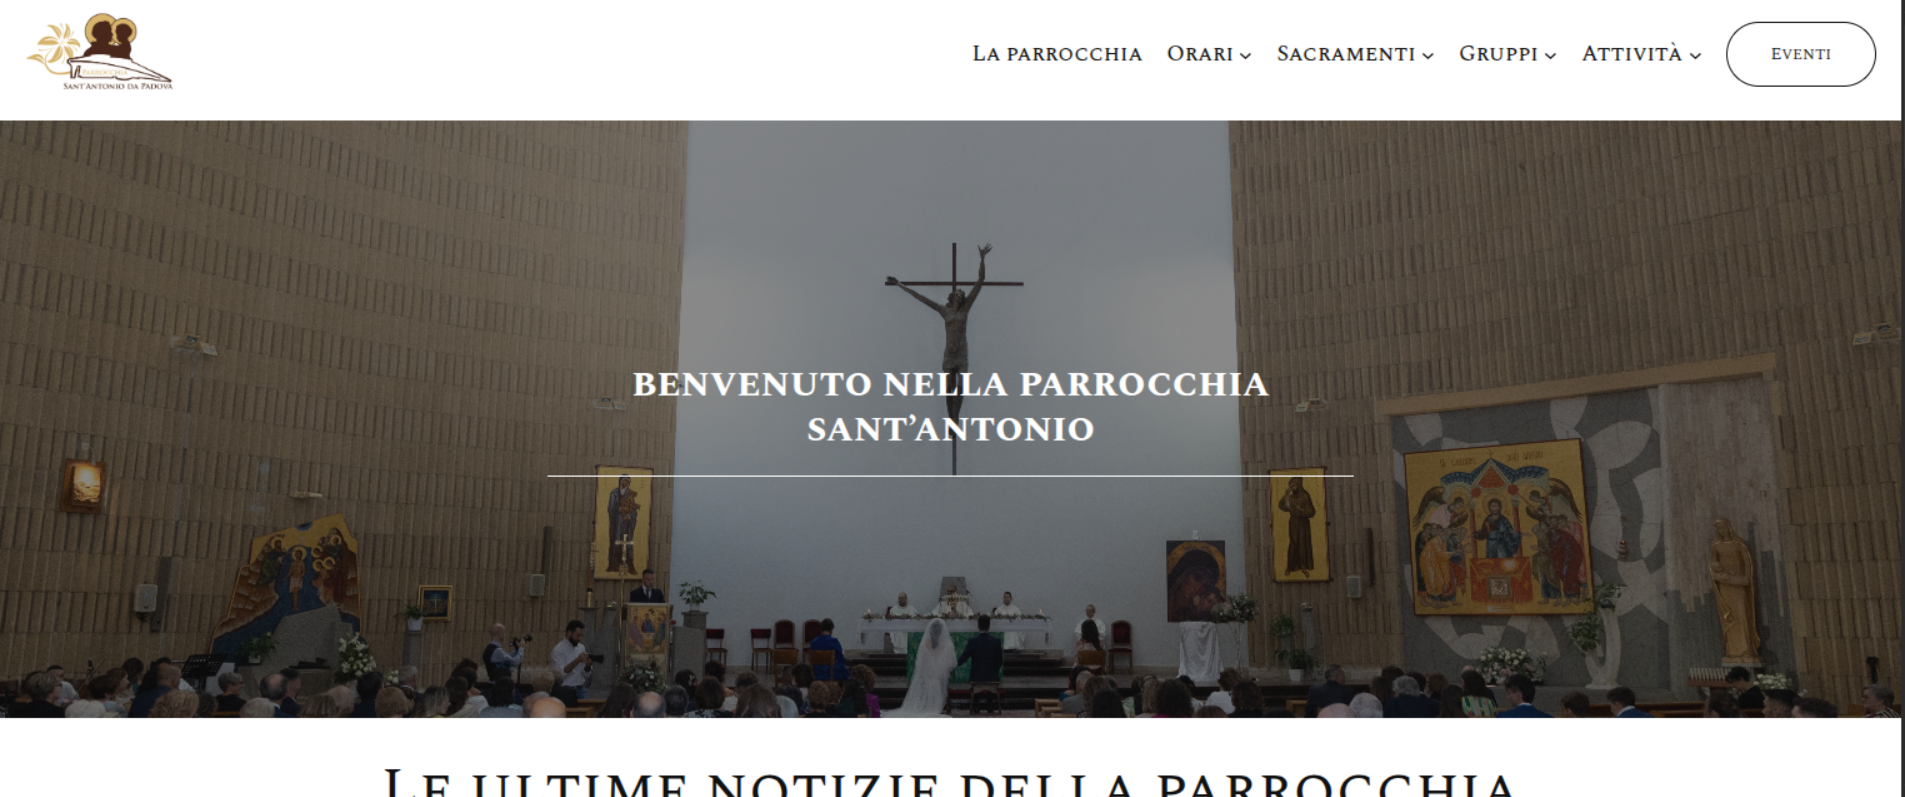 PARROCCHIA
SANT'ANTONIO DA PADOVA
LA PARROCCHIA ORARI SACRAMENTI GRUPPI ATTIVITÀ EVENTI
BENVENUTO NELLA PARROCCHIA
SANT’ANTONIO
LE ULTIME NOTIZIE DELLA PARROCCHIA